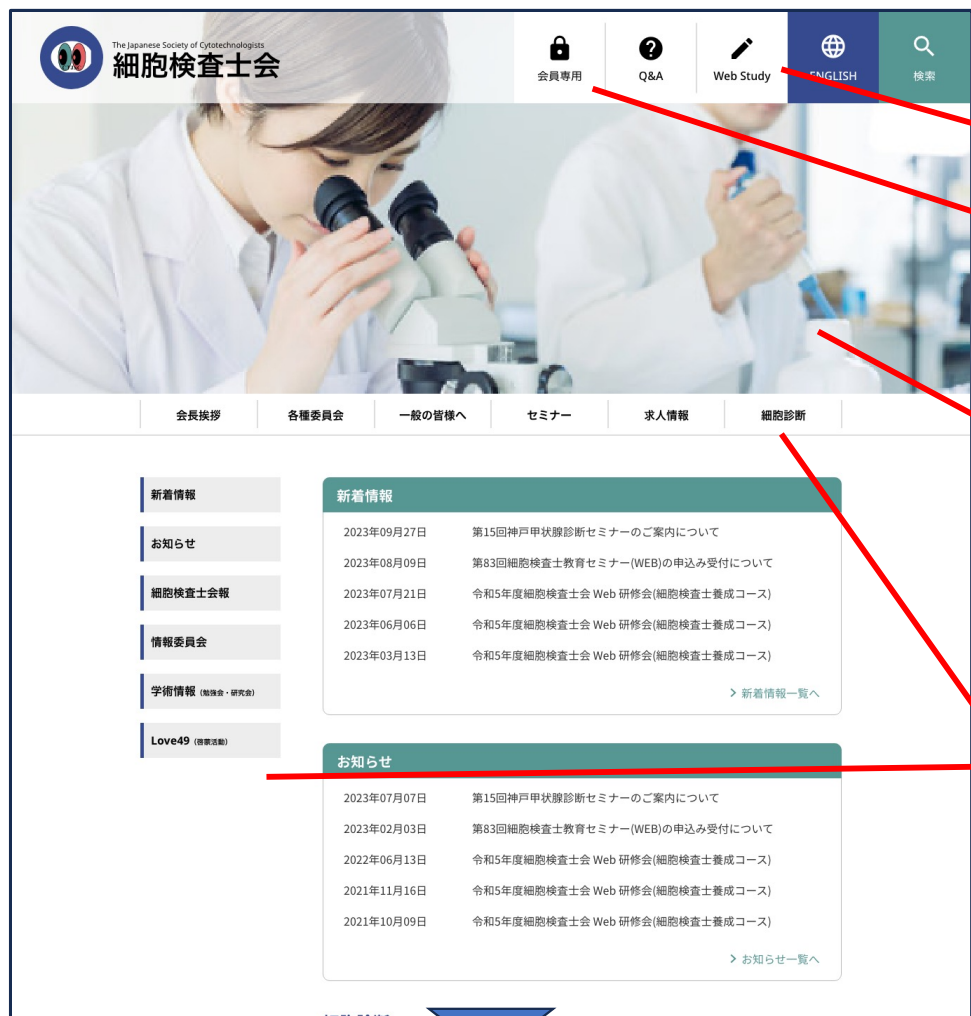 The Japanese Society of Cytotechnologists
細胞検査士会
会員専用
Q&A
Web Study
ENGLISH
検索
会長挨拶
各種委員会
一般の皆様へ
セミナー
求人情報
細胞診断
新着情報
お知らせ
細胞検査士会報
情報委員会
学術情報 (勉強会・研究会)
Love49 (啓蒙活動)
新着情報
2023年09月27日 第15回神戸甲状腺診断セミナーのご案内について
2023年08月09日 第83回細胞検査士教育セミナー(WEB)の申込み受付について
2023年07月21日 令和5年度細胞検査士会 Web 研修会(細胞検査士養成コース)
2023年06月06日 令和5年度細胞検査士会 Web 研修会(細胞検査士養成コース)
2023年03月13日 令和5年度細胞検査士会 Web 研修会(細胞検査士養成コース)
新着情報一覧へ
お知らせ
2023年07月07日 第15回神戸甲状腺診断セミナーのご案内について
2023年02月03日 第83回細胞検査士教育セミナー(WEB)の申込み受付について
2022年06月13日 令和5年度細胞検査士会 Web 研修会(細胞検査士養成コース)
2021年11月16日 令和5年度細胞検査士会 Web 研修会(細胞検査士養成コース)
2021年10月09日 令和5年度細胞検査士会 Web 研修会(細胞検査士養成コース)
お知らせ一覧へ